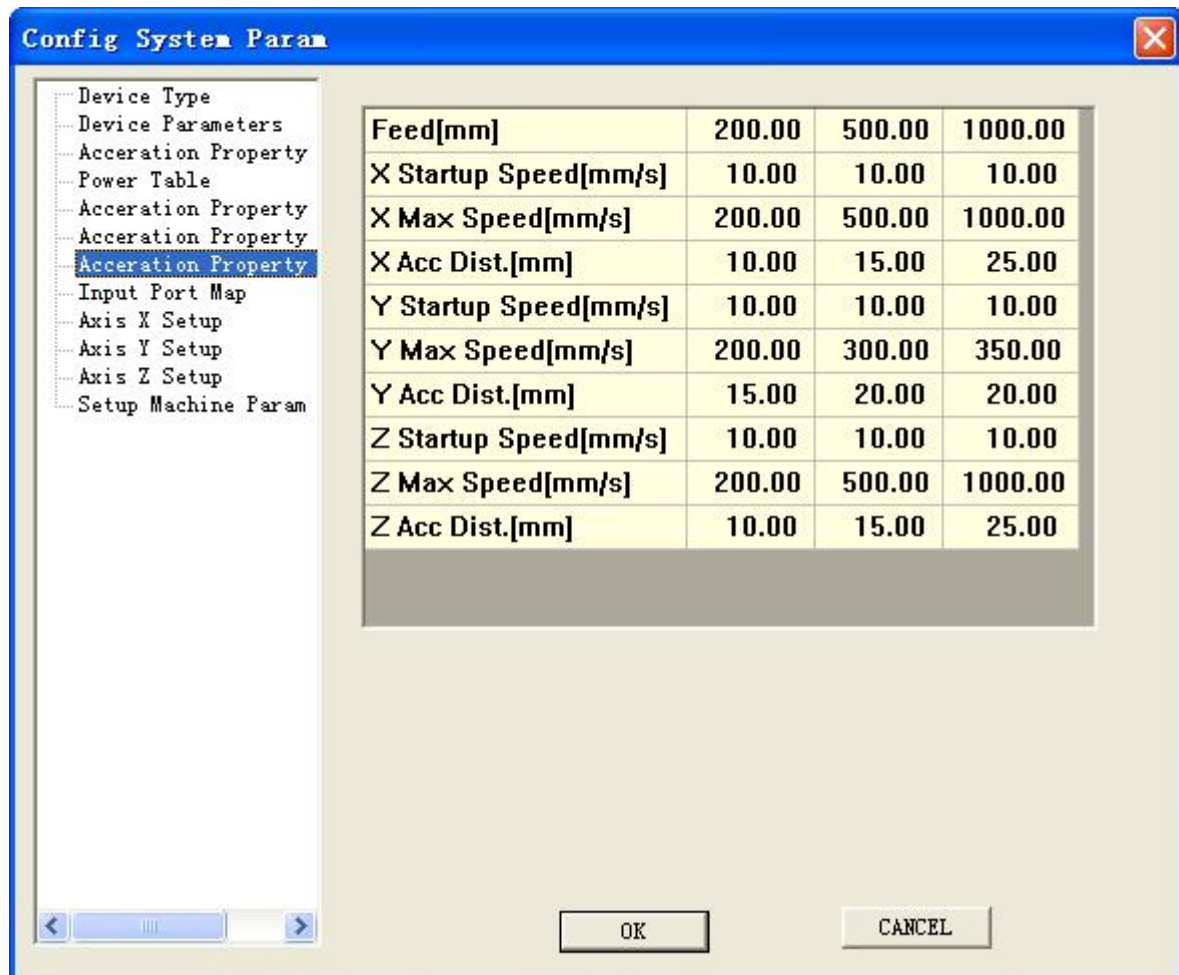 Config System Param
Device Type
Device Parameters
Acceration Property
Power Table
Acceration Property
Acceration Property
Acceration Property
Input Port Map
Axis X Setup
Axis Y Setup
Axis Z Setup
Setup Machine Param
Feed[mm] 200.00 500.00 1000.00
X Startup Speed[mm/s] 10.00 10.00 10.00
X Max Speed[mm/s] 200.00 500.00 1000.00
X Acc Dist.[mm] 10.00 15.00 25.00
Y Startup Speed[mm/s] 10.00 10.00 10.00
Y Max Speed[mm/s] 200.00 300.00 350.00
Y Acc Dist.[mm] 15.00 20.00 20.00
Z Startup Speed[mm/s] 10.00 10.00 10.00
Z Max Speed[mm/s] 200.00 500.00 1000.00
Z Acc Dist.[mm] 10.00 15.00 25.00
OK CANCEL